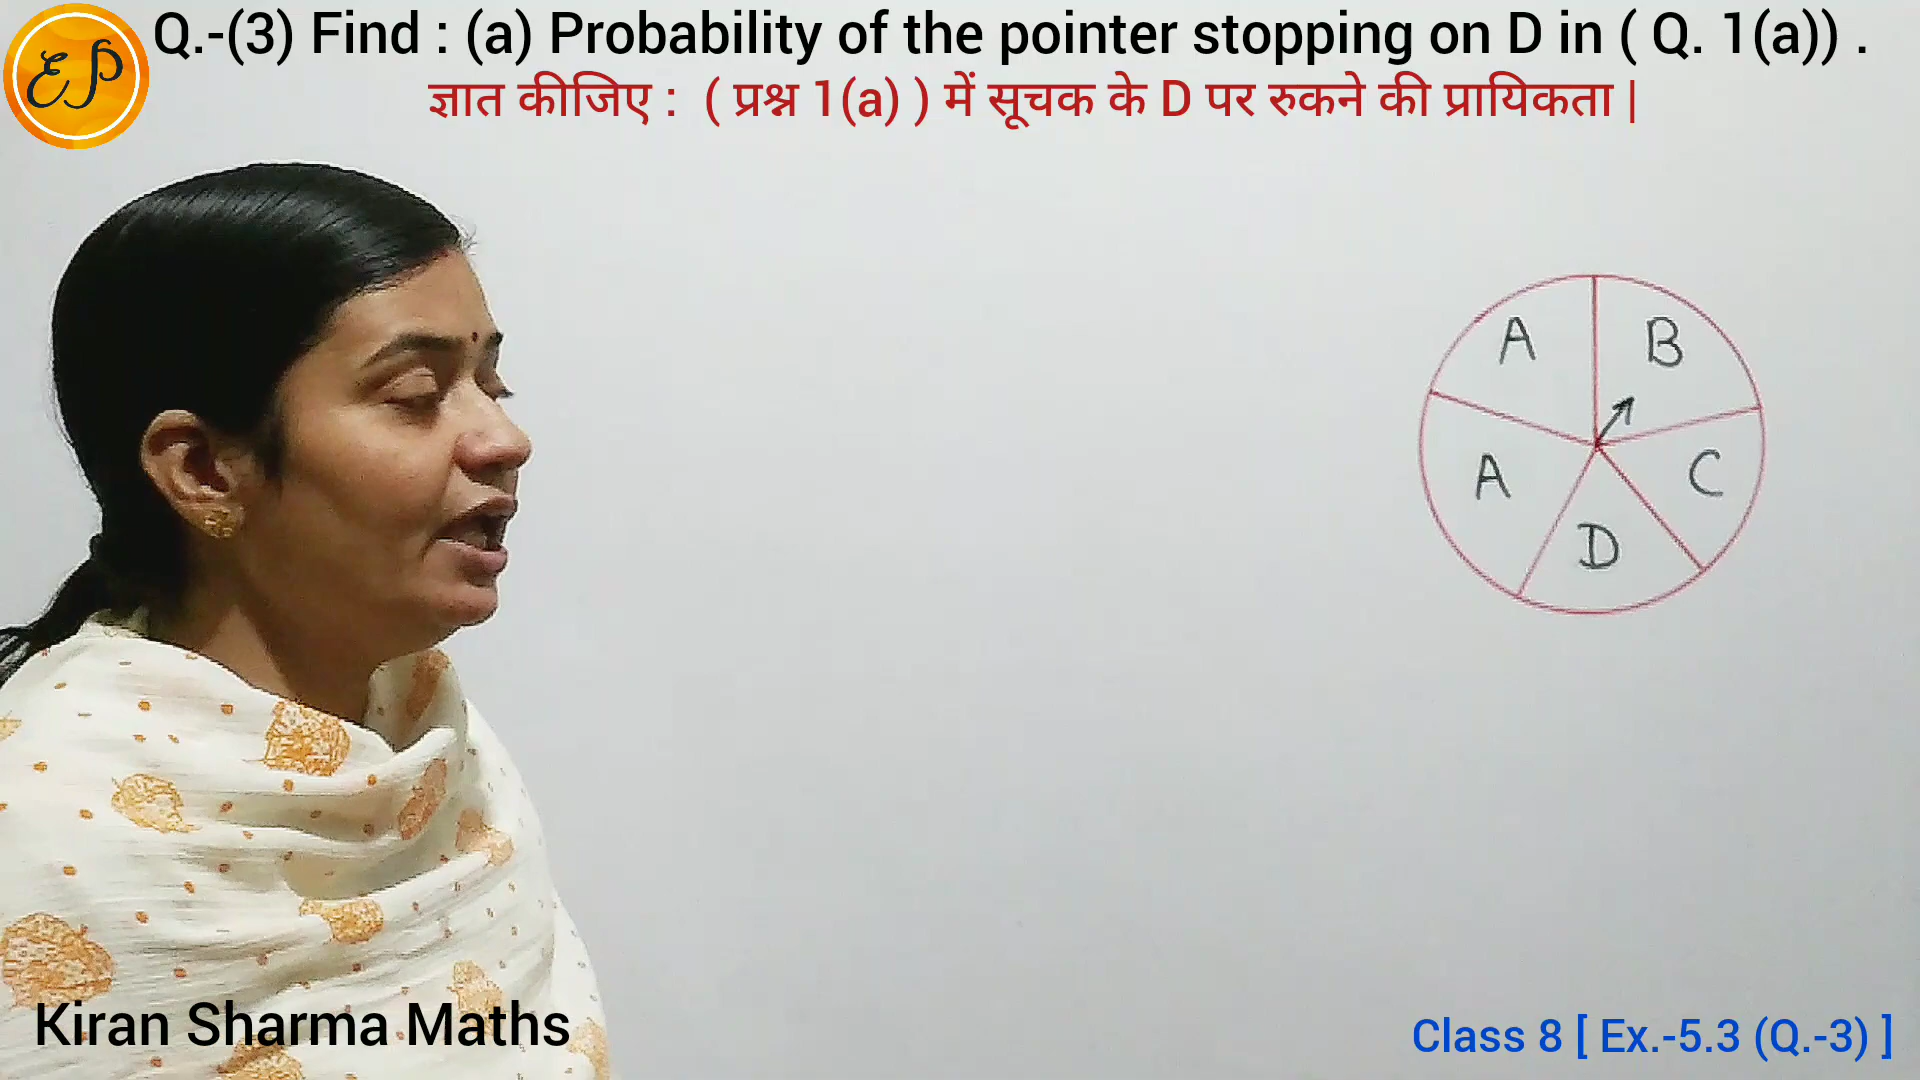 EP
Q.-(3) Find : (a) Probability of the pointer stopping on D in ( Q. 1(a)) .
ज्ञात कीजिए : ( प्रश्न 1(a) ) में सूचक के D पर रुकने की प्रायिकता |
A
B
A
C
D
Kiran Sharma Maths
Class 8 [ Ex.-5.3 (Q.-3) ]